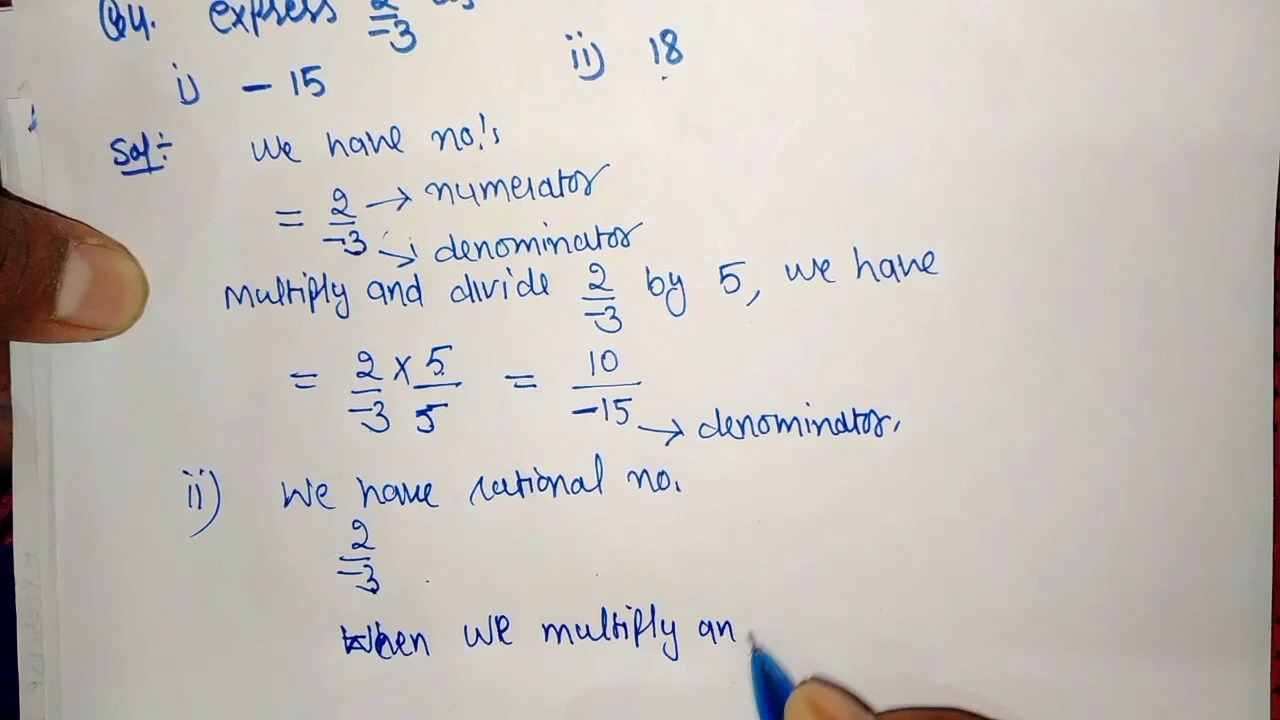 Q4. express 2/-3
i) -15 ii) 18
Sol:- We have no.'s
= 2/-3 → numerator
→ denominator
Multiply and divide 2/-3 by 5, we have
= 2/-3 × 5/5 = 10/-15 → denominator.
ii) We have rational no.
2/-3
When we multiply an